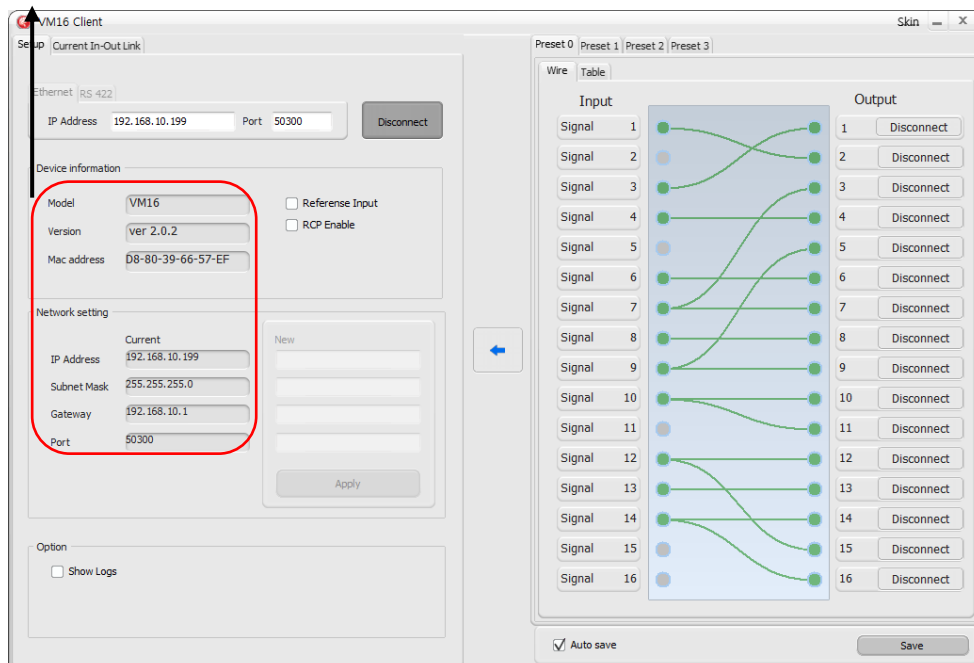 VM16 Client
Skin
Setup Current In-Out Link
Ethernet RS 422
IP Address 192.168.10.199 Port 50300 Disconnect
Device information
Model VM16
Version ver 2.0.2
Mac address D8-80-39-66-57-EF
Referense Input
RCP Enable
Network setting
Current New
IP Address 192.168.10.199
Subnet Mask 255.255.255.0
Gateway 192.168.10.1
Port 50300
Apply
Option
Show Logs
Preset 0 Preset 1 Preset 2 Preset 3
Wire Table
Input Output
Signal 1 1 Disconnect
Signal 2 2 Disconnect
Signal 3 3 Disconnect
Signal 4 4 Disconnect
Signal 5 5 Disconnect
Signal 6 6 Disconnect
Signal 7 7 Disconnect
Signal 8 8 Disconnect
Signal 9 9 Disconnect
Signal 10 10 Disconnect
Signal 11 11 Disconnect
Signal 12 12 Disconnect
Signal 13 13 Disconnect
Signal 14 14 Disconnect
Signal 15 15 Disconnect
Signal 16 16 Disconnect
Auto save Save